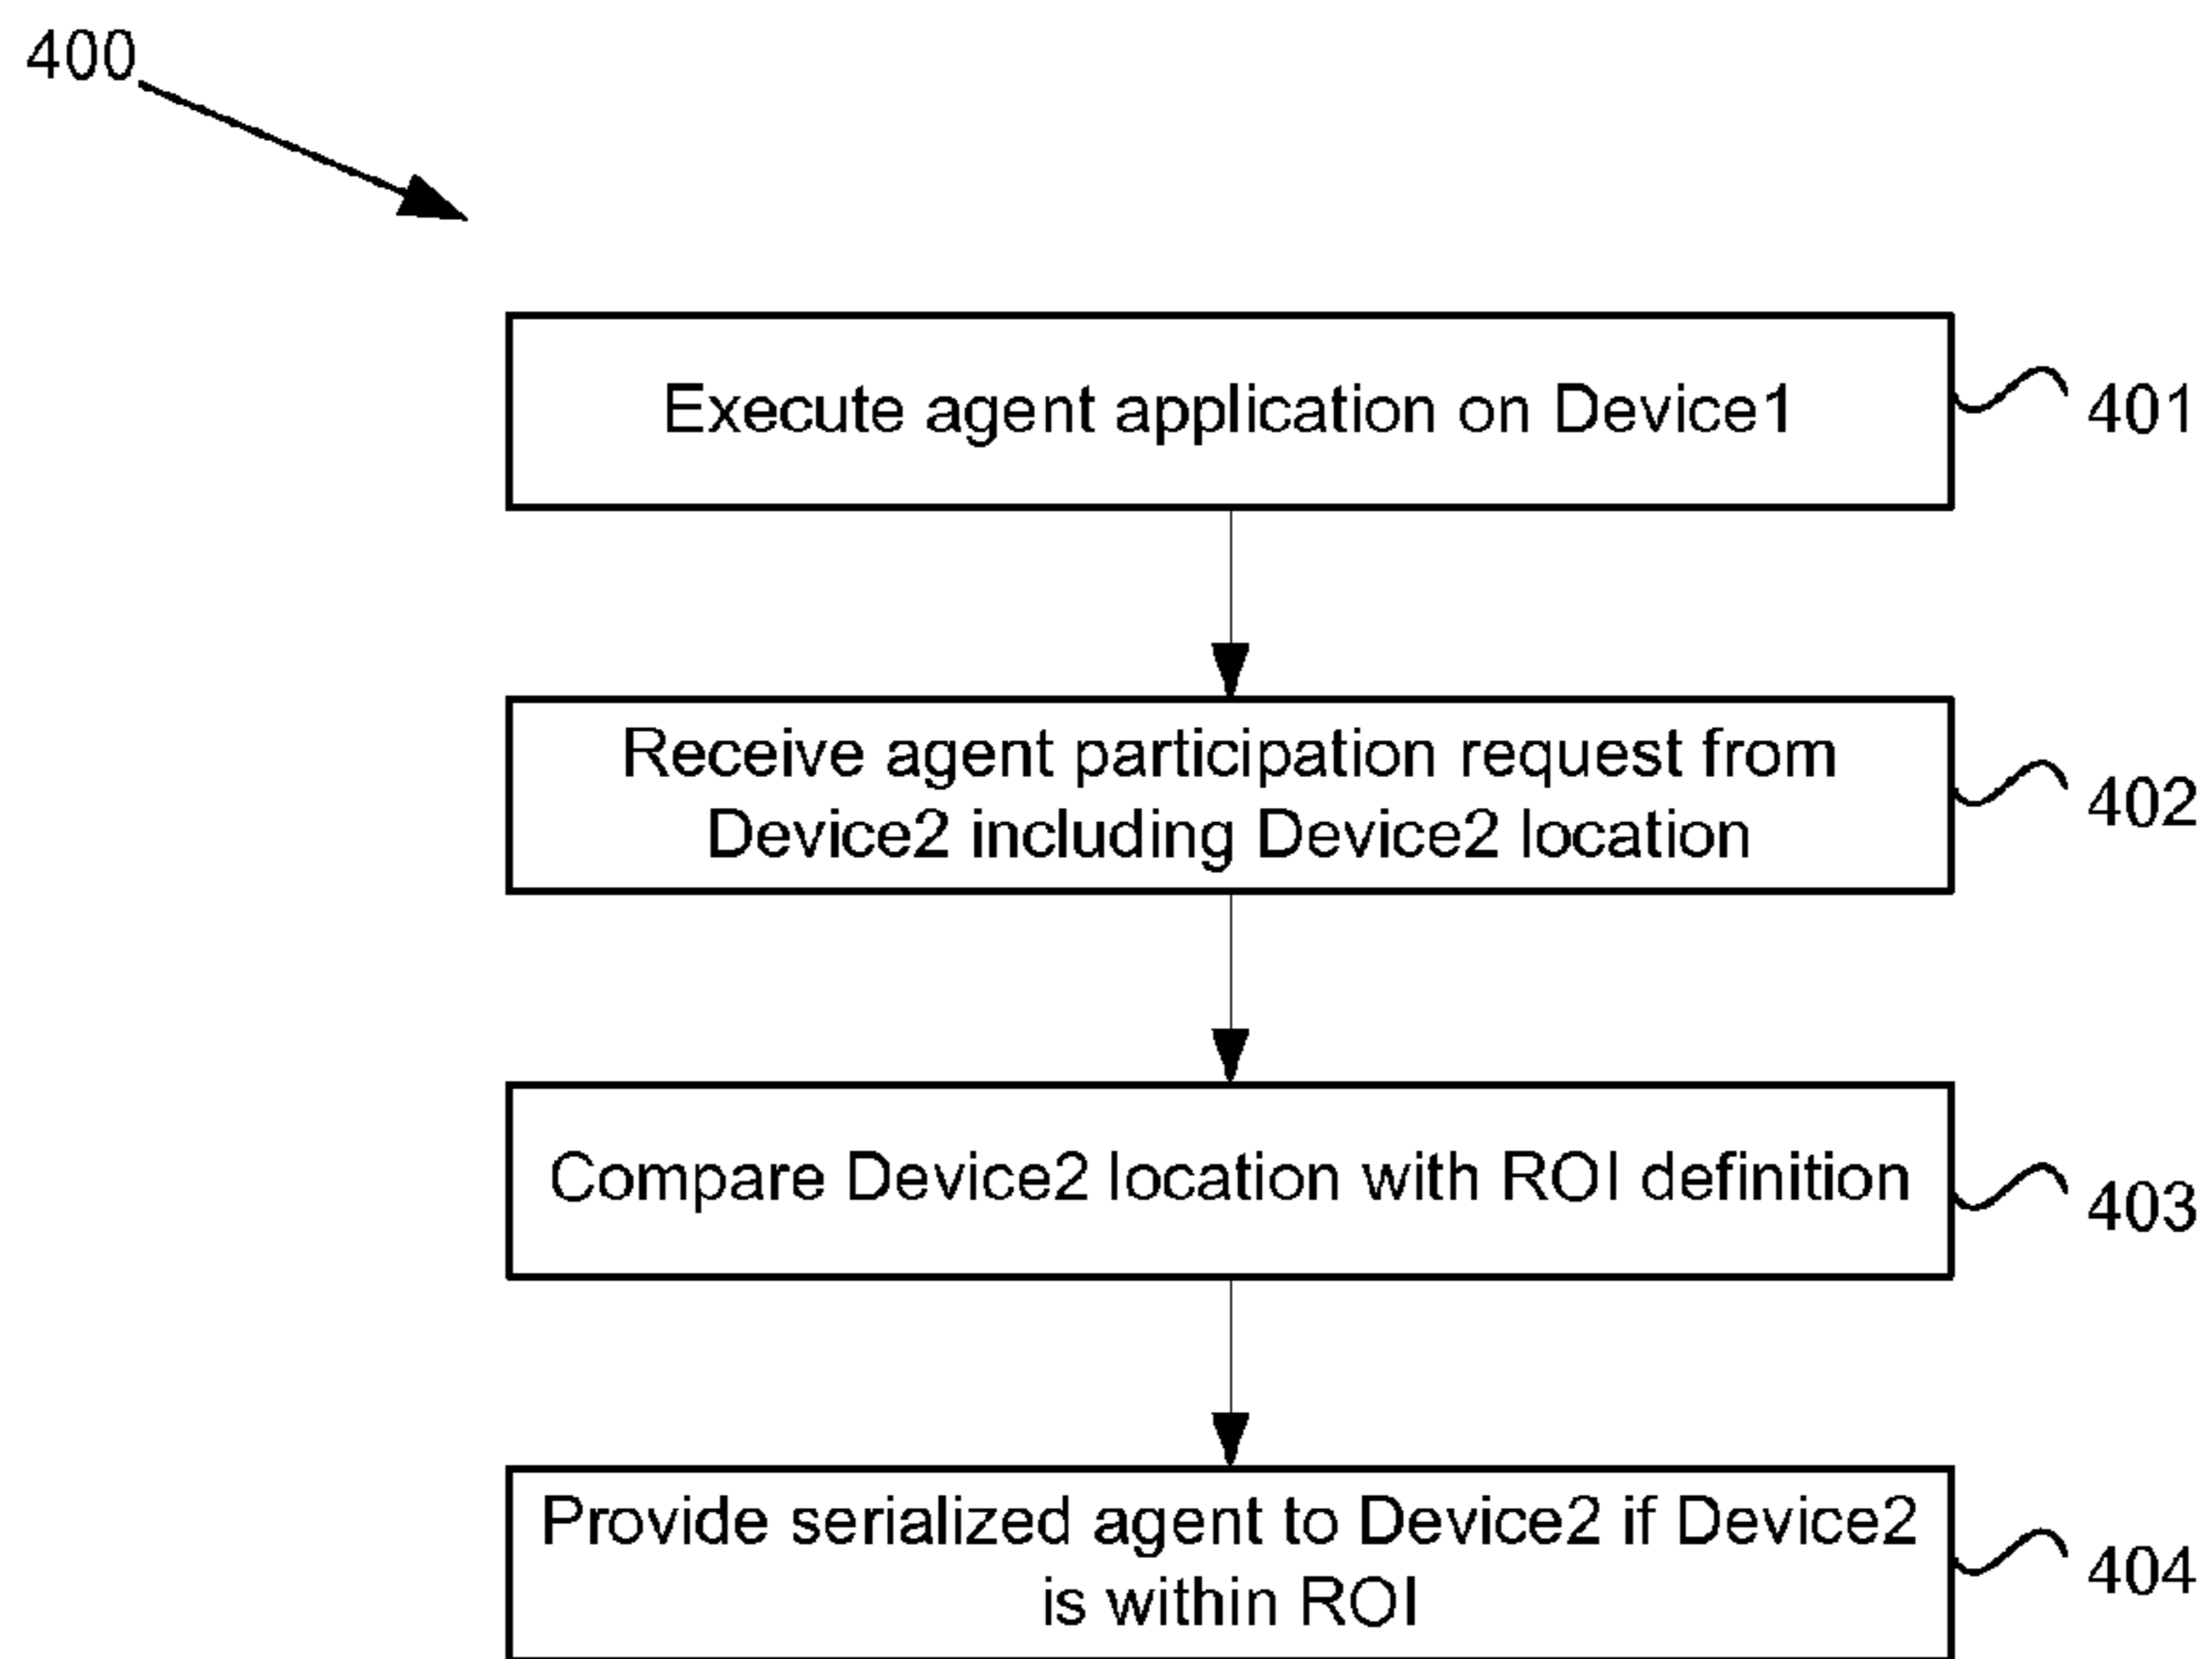 400
Execute agent application on Device1
401
Receive agent participation request from
Device2 including Device2 location
402
Compare Device2 location with ROI definition
403
Provide serialized agent to Device2 if Device2
is within ROI
404